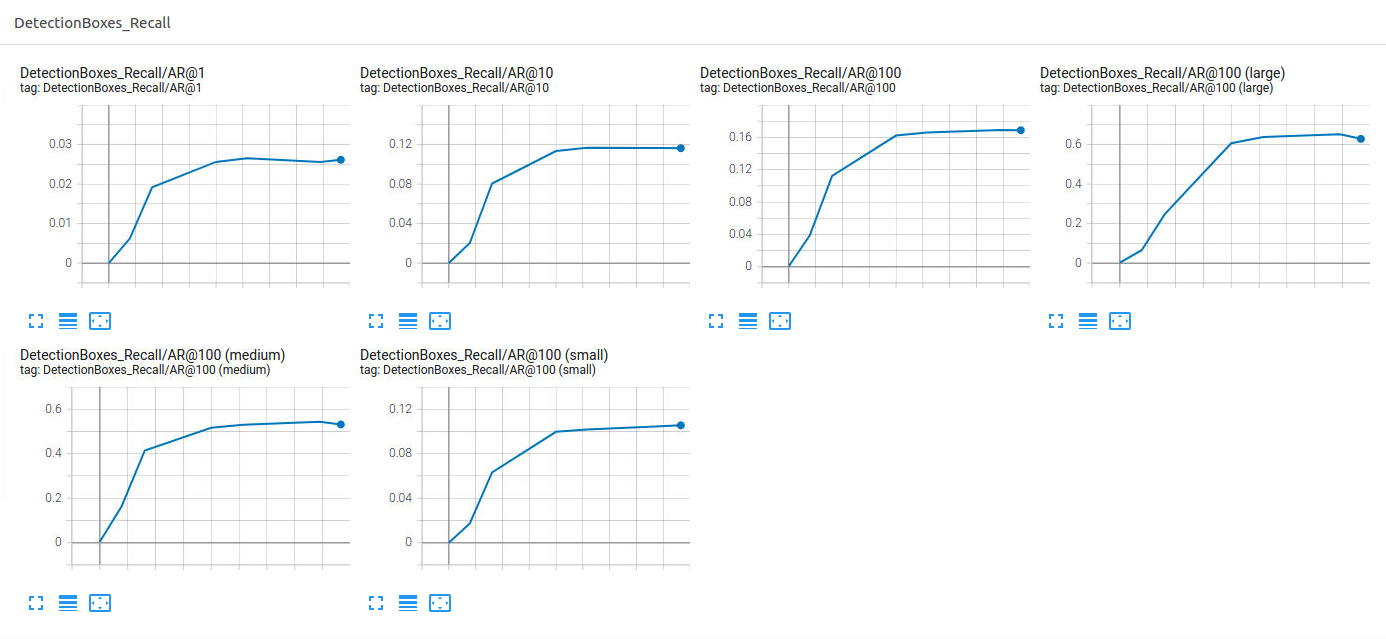 DetectionBoxes_Recall
DetectionBoxes_Recall/AR@1
tag: DetectionBoxes_Recall/AR@1
0.03
0.02
0.01
0
DetectionBoxes_Recall/AR@10
tag: DetectionBoxes_Recall/AR@10
0.12
0.08
0.04
0
DetectionBoxes_Recall/AR@100
tag: DetectionBoxes_Recall/AR@100
0.16
0.12
0.08
0.04
0
DetectionBoxes_Recall/AR@100 (large)
tag: DetectionBoxes_Recall/AR@100 (large)
0.6
0.4
0.2
0
DetectionBoxes_Recall/AR@100 (medium)
tag: DetectionBoxes_Recall/AR@100 (medium)
0.6
0.4
0.2
0
DetectionBoxes_Recall/AR@100 (small)
tag: DetectionBoxes_Recall/AR@100 (small)
0.12
0.08
0.04
0